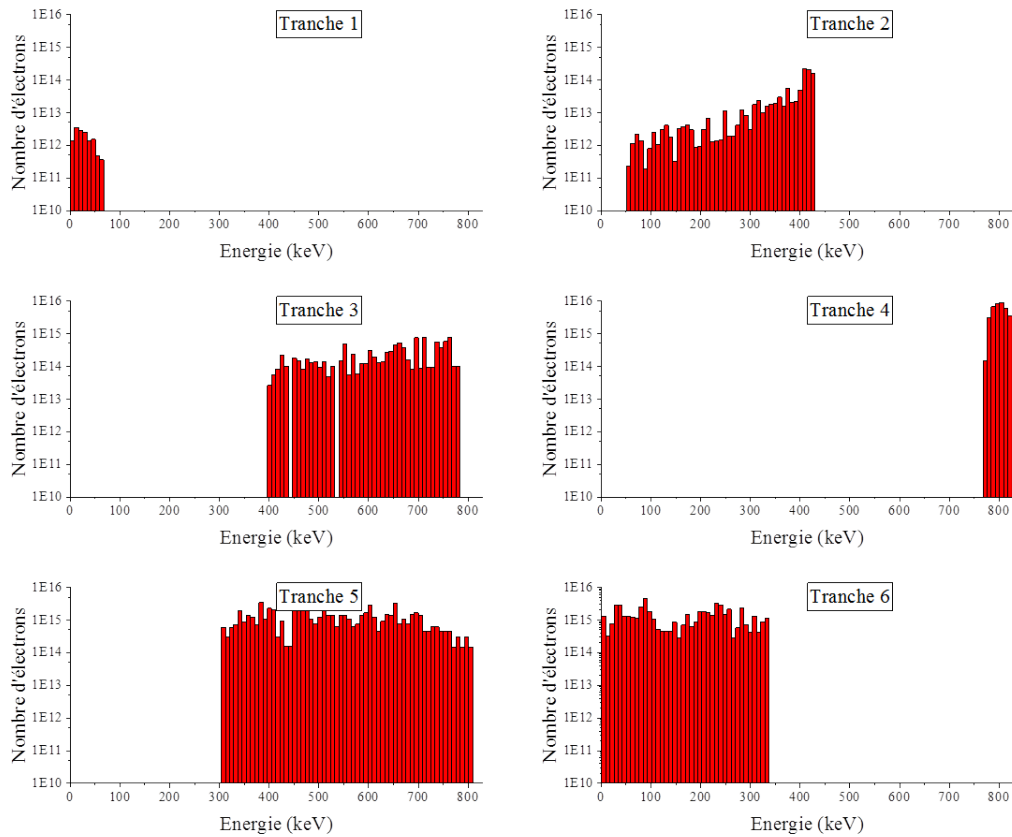 Tranche 1
Nombre d'électrons
1E16
1E15
1E14
1E13
1E12
1E11
1E10
0 100 200 300 400 500 600 700 800
Energie (keV)
Tranche 2
Nombre d'électrons
1E16
1E15
1E14
1E13
1E12
1E11
1E10
0 100 200 300 400 500 600 700 800
Energie (keV)
Tranche 3
Nombre d'électrons
1E16
1E15
1E14
1E13
1E12
1E11
1E10
0 100 200 300 400 500 600 700 800
Energie (keV)
Tranche 4
Nombre d'électrons
1E16
1E15
1E14
1E13
1E12
1E11
1E10
0 100 200 300 400 500 600 700 800
Energie (keV)
Tranche 5
Nombre d'électrons
1E16
1E15
1E14
1E13
1E12
1E11
1E10
0 100 200 300 400 500 600 700 800
Energie (keV)
Tranche 6
Nombre d'électrons
1E16
1E15
1E14
1E13
1E12
1E11
1E10
0 100 200 300 400 500 600 700 800
Energie (keV)